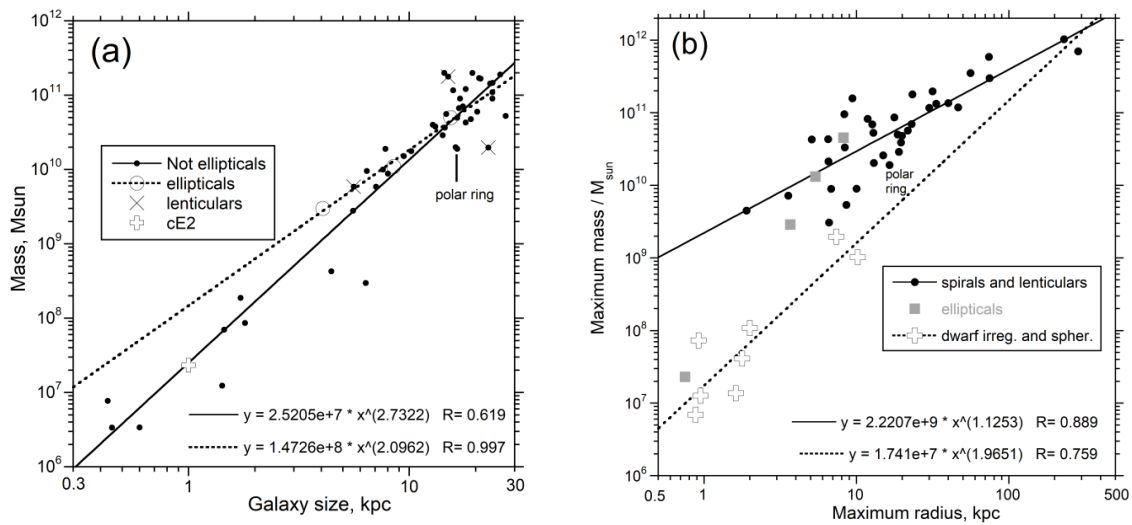 (a)
Mass, Msun
10^12
10^11
10^10
10^9
10^8
10^7
10^6
Not ellipticals
ellipticals
lenticulars
cE2
polar ring
y = 2.5205e+7 * x^(2.7322) R= 0.619
y = 1.4726e+8 * x^(2.0962) R= 0.997
0.3 1 10 30
Galaxy size, kpc
(b)
Maximum mass / M_sun
10^12
10^11
10^10
10^9
10^8
10^7
10^6
polar
ring
spirals and lenticulars
ellipticals
dwarf irreg. and spher.
y = 2.2207e+9 * x^(1.1253) R= 0.889
y = 1.741e+7 * x^(1.9651) R= 0.759
0.5 1 10 100 500
Maximum radius, kpc